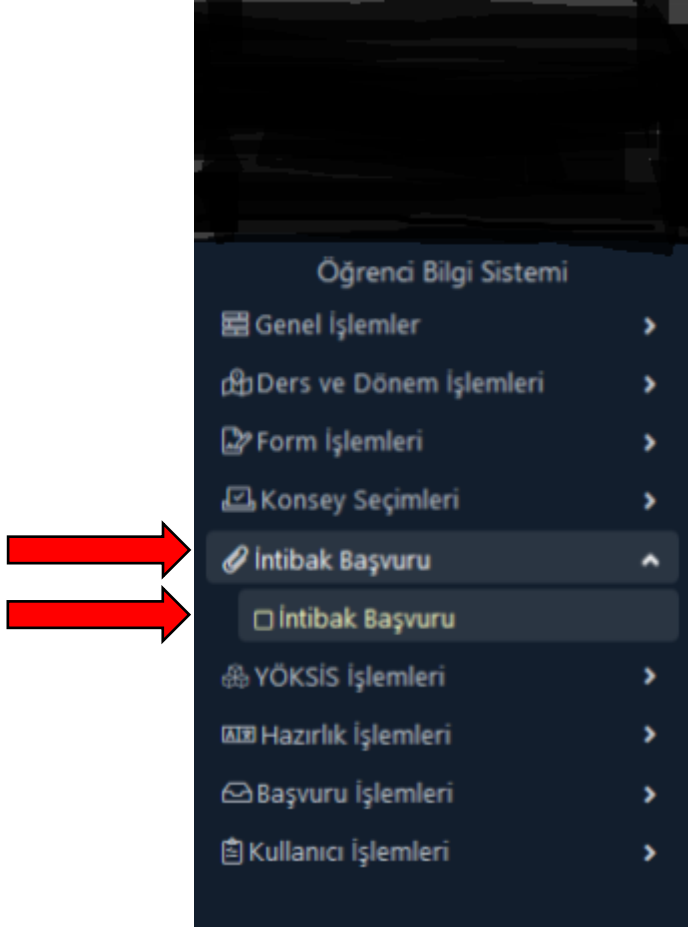 Öğrenci Bilgi Sistemi
Genel İşlemler
Ders ve Dönem İşlemleri
Form İşlemleri
Konsey Seçimleri
İntibak Başvuru
İntibak Başvuru
YÖKSİS İşlemleri
Hazırlık İşlemleri
Başvuru İşlemleri
Kullanıcı İşlemleri